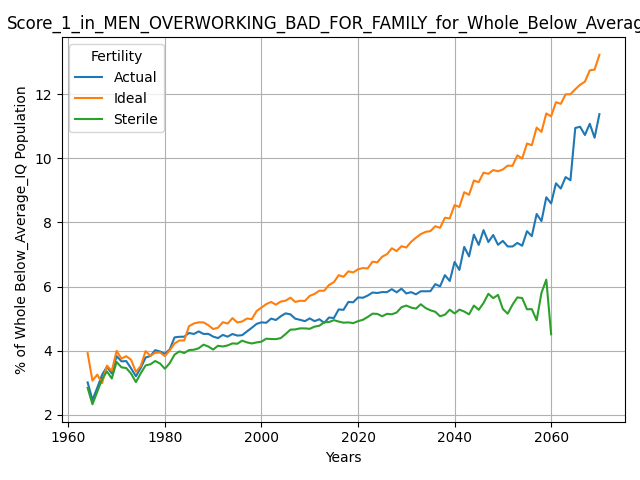 Score_1_in_MEN_OVERWORKING_BAD_FOR_FAMILY_for_Whole_Below_Averag
Fertility
Actual
Ideal
Sterile
% of Whole Below_Average_IQ Population
12
10
8
6
4
2
1960 1980 2000 2020 2040 2060
Years